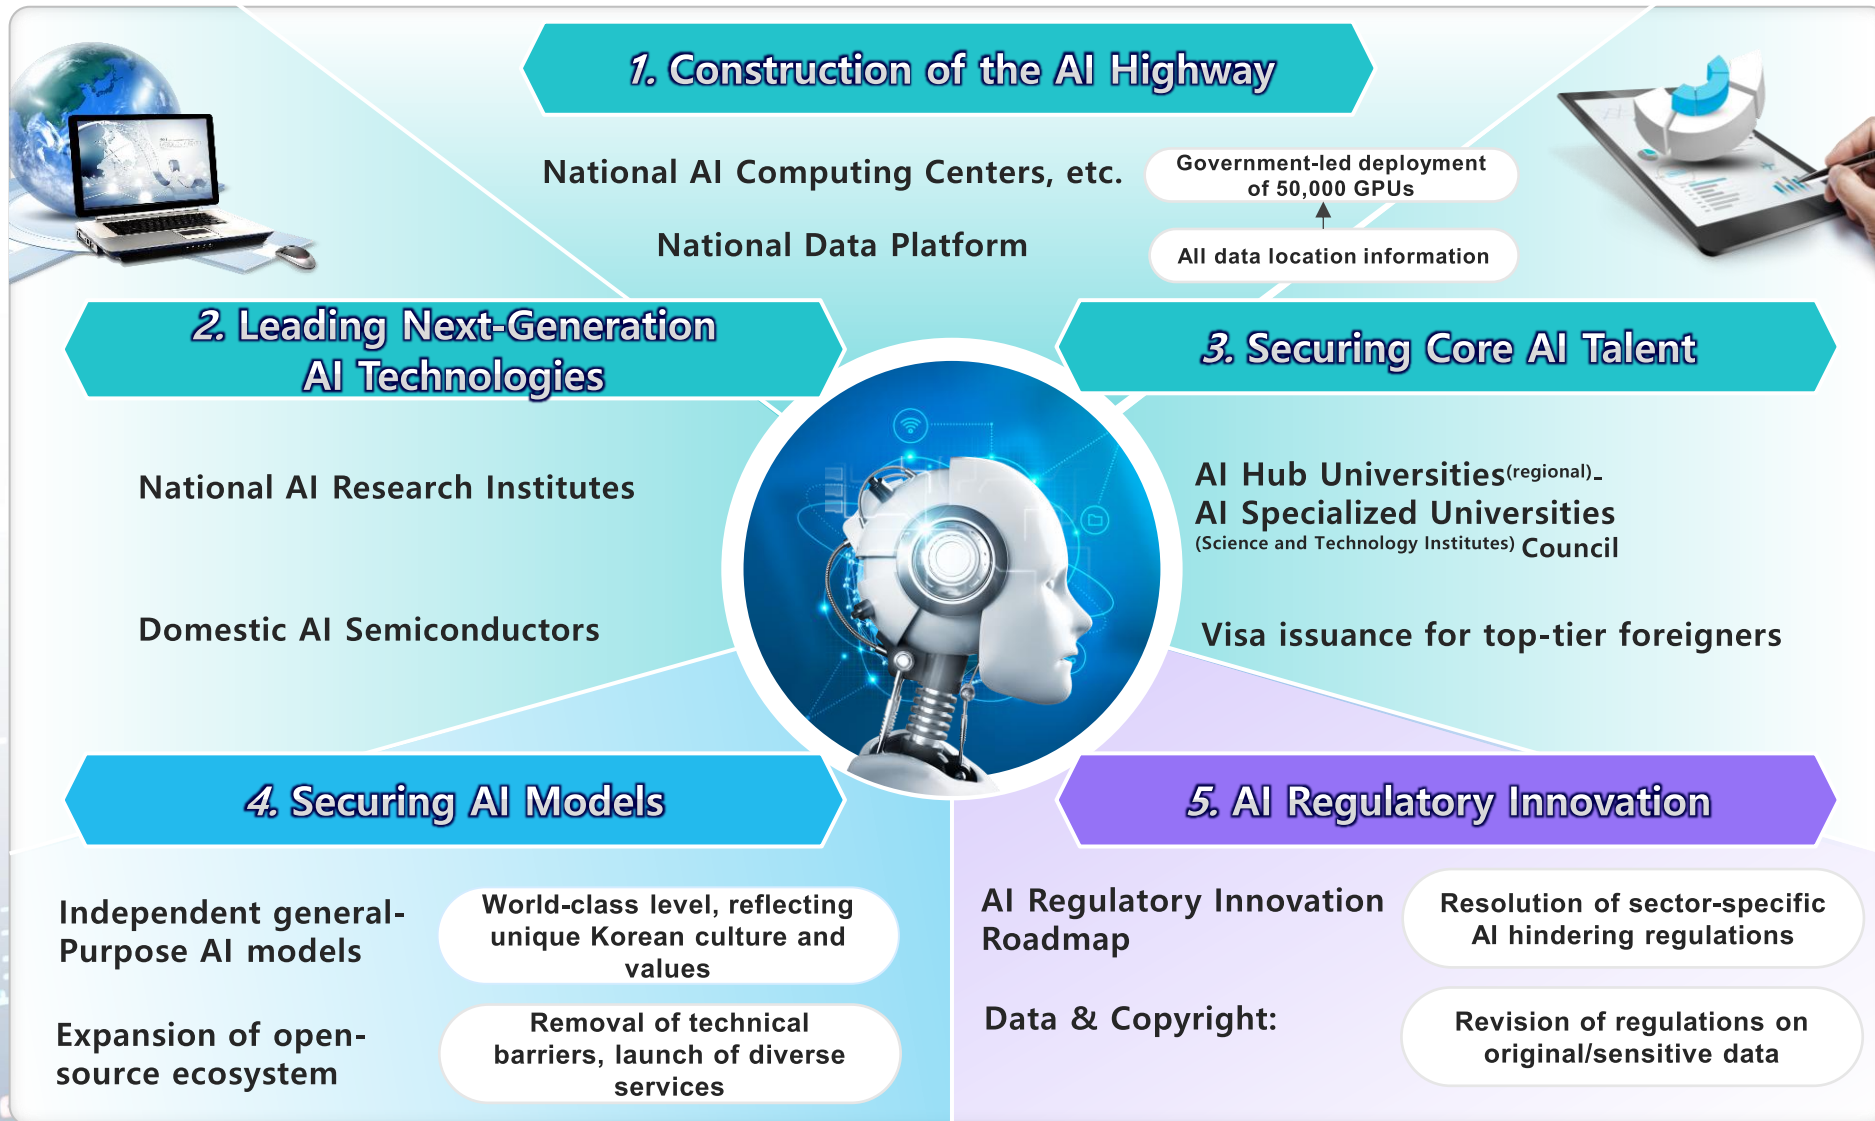 1. Construction of the AI Highway
National AI Computing Centers, etc.
Government-led deployment
of 50,000 GPUs
National Data Platform
All data location information
2. Leading Next-Generation
AI Technologies
National AI Research Institutes
Domestic AI Semiconductors
3. Securing Core AI Talent
AI Hub Universities(regional)-
AI Specialized Universities
(Science and Technology Institutes) Council
Visa issuance for top-tier foreigners
4. Securing AI Models
Independent general-
Purpose AI models
World-class level, reflecting
unique Korean culture and
values
Expansion of open-
source ecosystem
Removal of technical
barriers, launch of diverse
services
5. AI Regulatory Innovation
AI Regulatory Innovation
Roadmap
Resolution of sector-specific
AI hindering regulations
Data & Copyright:
Revision of regulations on
original/sensitive data